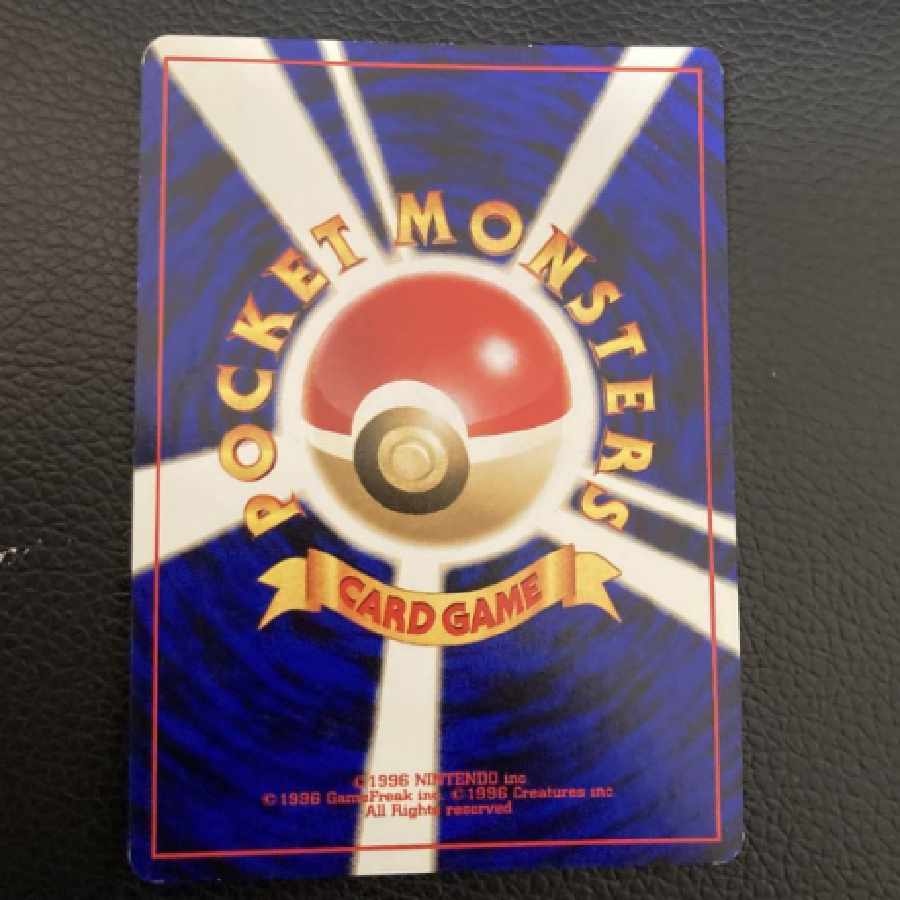 POCKET MONSTERS
CARD GAME
©1996 NINTENDO inc
©1996 GameFreak inc. ©1996 Creatures inc
All Rights reserved